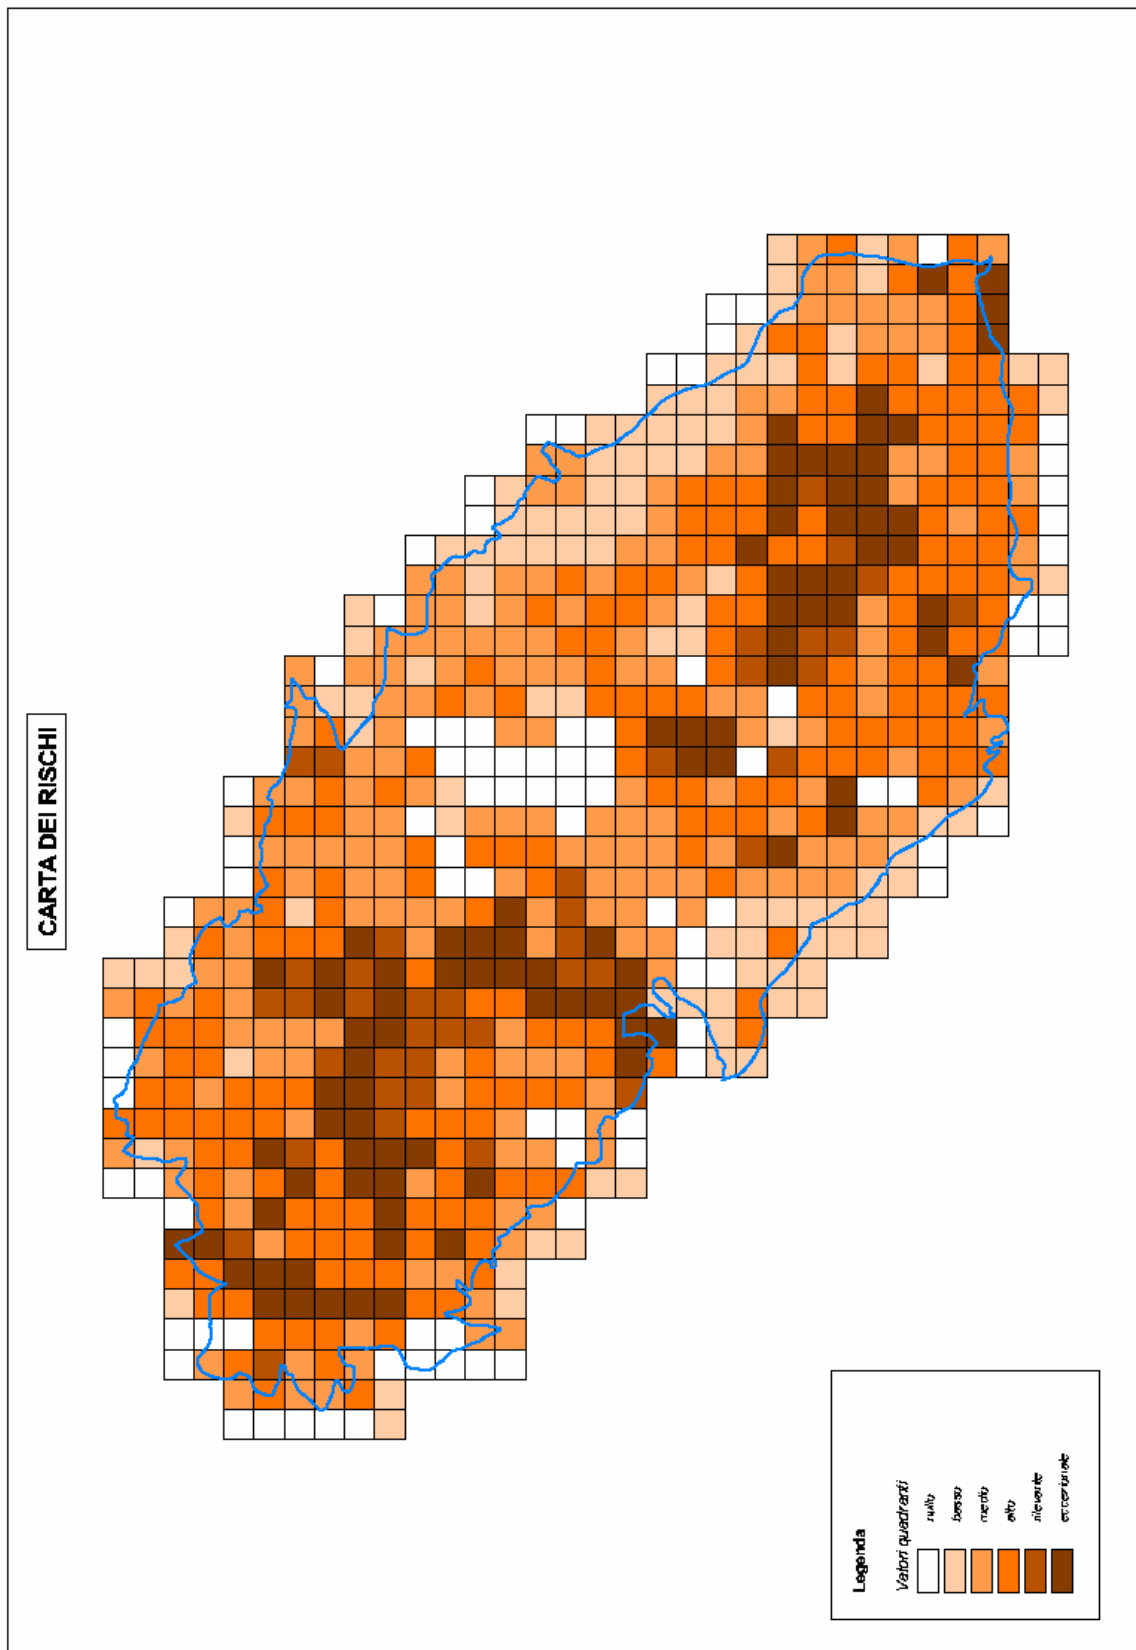 CARTA DEI RISCHI
Legenda
Valori quadranti
nullo
basso
medio
alto
rilevante
eccezionale